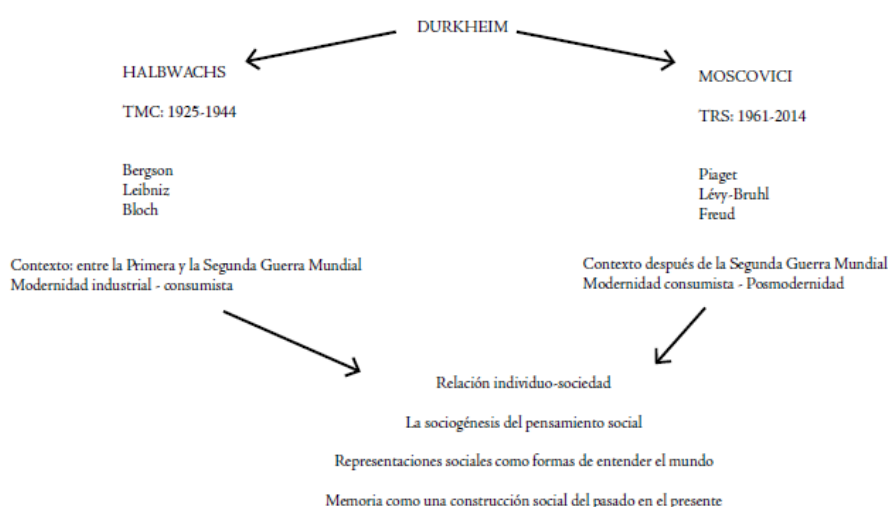 DURKHEIM
HALBWACHS
TMC: 1925-1944
Bergson
Leibniz
Bloch
Contexto: entre la Primera y la Segunda Guerra Mundial
Modernidad industrial - consumista
MOSCOVICI
TRS: 1961-2014
Piaget
Lévy-Bruhl
Freud
Contexto después de la Segunda Guerra Mundial
Modernidad consumista - Posmodernidad
Relación individuo-sociedad
La sociogénesis del pensamiento social
Representaciones sociales como formas de entender el mundo
Memoria como una construcción social del pasado en el presente